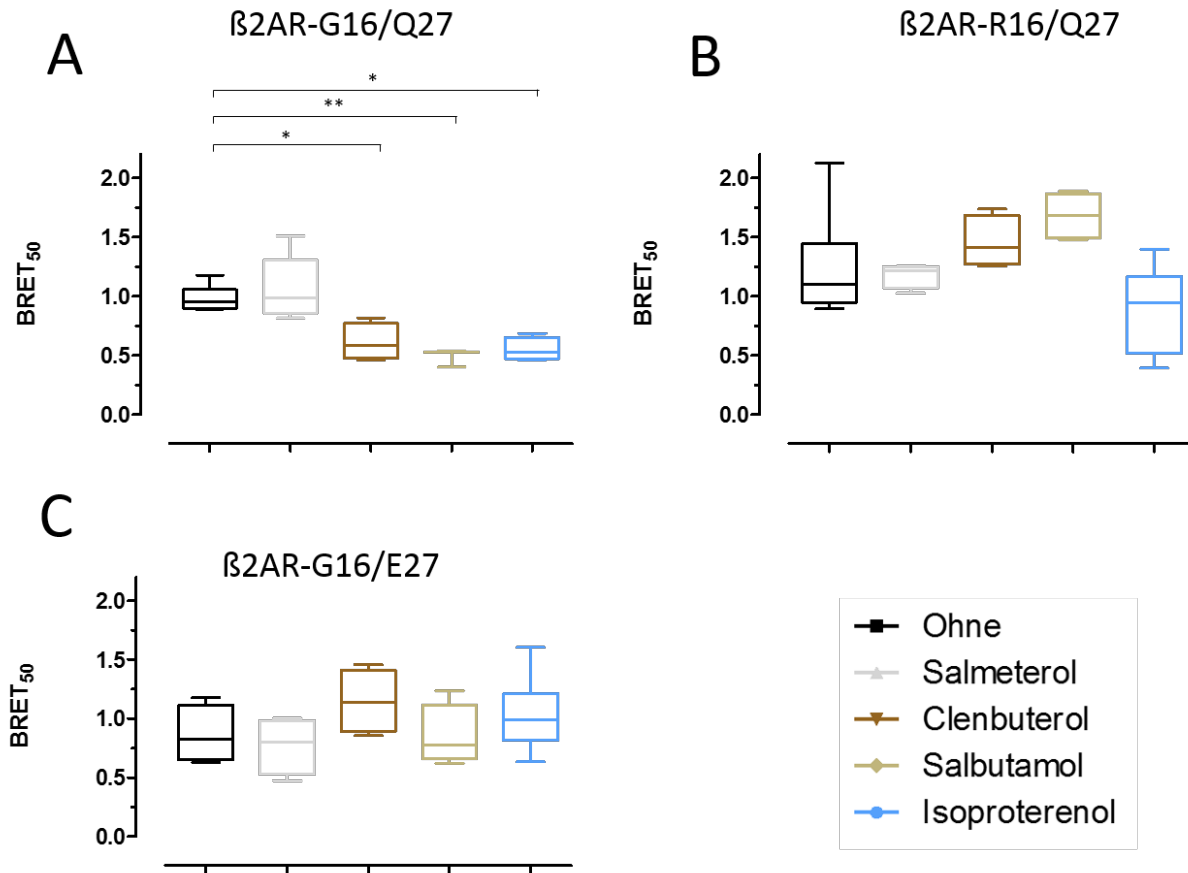 A
ß2AR-G16/Q27
*
**
*
BRET50
2.0
1.5
1.0
0.5
0.0
B
ß2AR-R16/Q27
BRET50
2.0
1.5
1.0
0.5
0.0
C
ß2AR-G16/E27
BRET50
2.0
1.5
1.0
0.5
0.0
Ohne
Salmeterol
Clenbuterol
Salbutamol
Isoproterenol